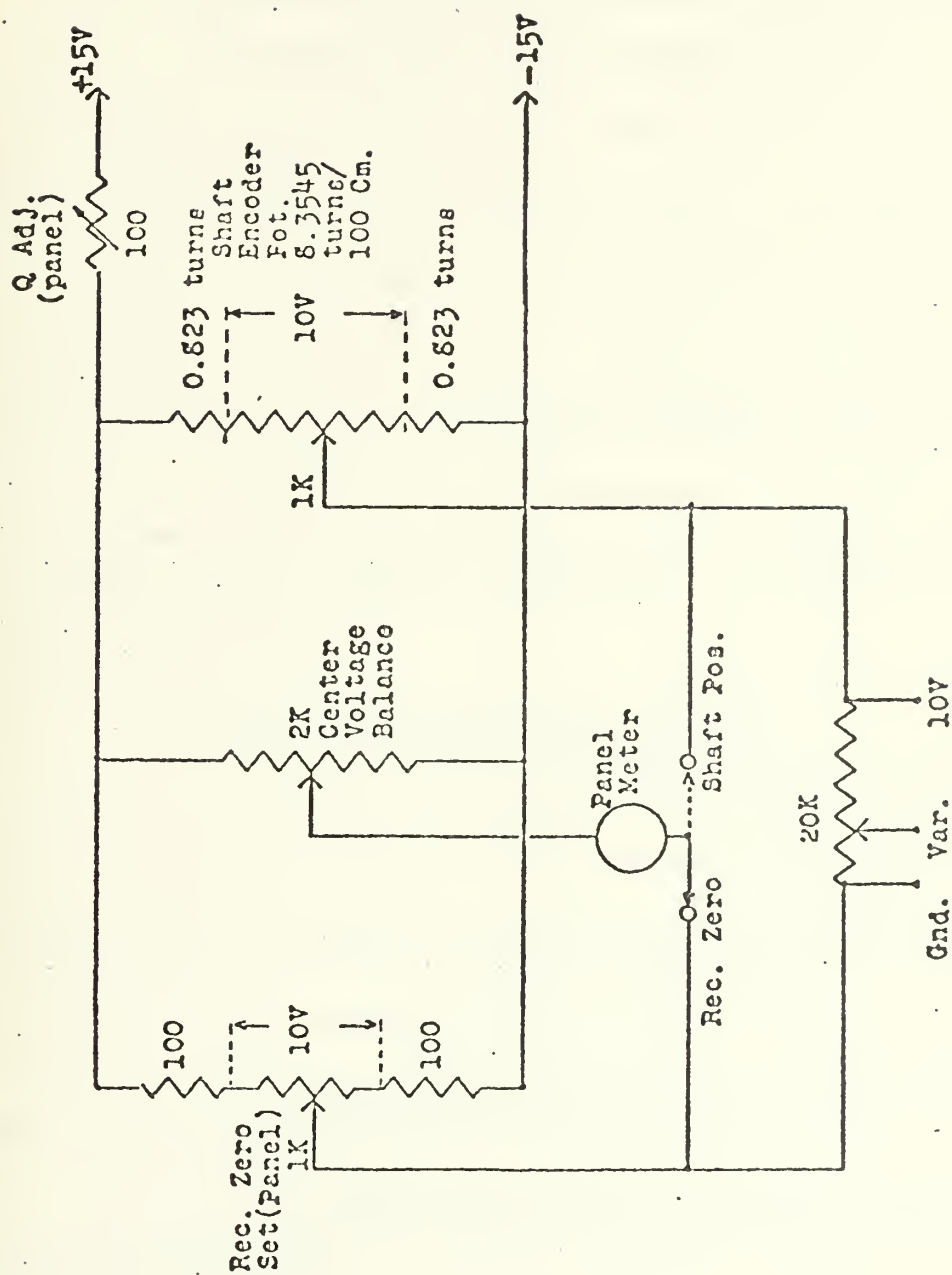 Q Adj.
(panel)
+15V
100
100
0.823 turns
Shaft
Encoder
Pot.
8.3545
turns/
100 Cm.
10V
0.823 turns
Rec. Zero
Set(Panel)
1K
10V
100
2K
Center
Voltage
Balance
1K
-15V
Panel
Meter
Rec. Zero
Shaft Pos.
20K
Gnd.
Var.
10V